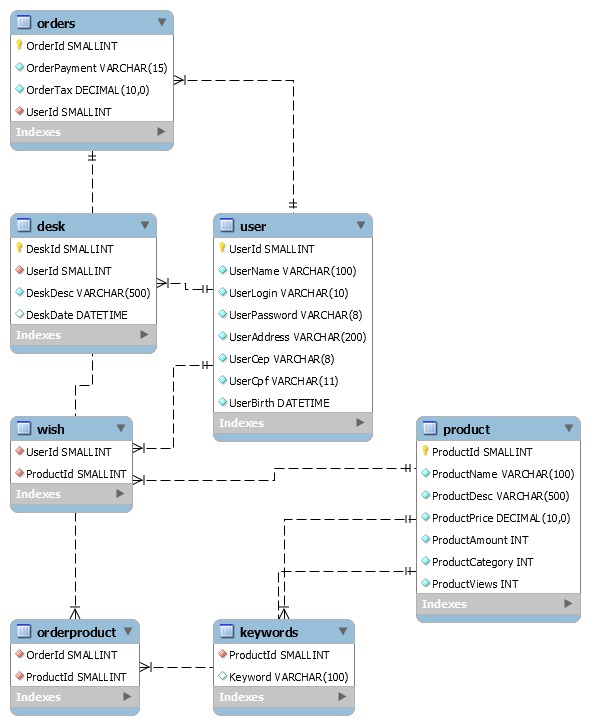 orders
OrderId SMALLINT
OrderPayment VARCHAR(15)
OrderTax DECIMAL(10,0)
UserId SMALLINT
Indexes
desk
DeskId SMALLINT
UserId SMALLINT
DeskDesc VARCHAR(500)
DeskDate DATETIME
Indexes
user
UserId SMALLINT
UserName VARCHAR(100)
UserLogin VARCHAR(10)
UserPassword VARCHAR(8)
UserAddress VARCHAR(200)
UserCep VARCHAR(8)
UserCpf VARCHAR(11)
UserBirth DATETIME
Indexes
wish
UserId SMALLINT
ProductId SMALLINT
Indexes
product
ProductId SMALLINT
ProductName VARCHAR(100)
ProductDesc VARCHAR(500)
ProductPrice DECIMAL(10,0)
ProductAmount INT
ProductCategory INT
ProductViews INT
Indexes
orderproduct
OrderId SMALLINT
ProductId SMALLINT
Indexes
keywords
ProductId SMALLINT
Keyword VARCHAR(100)
Indexes